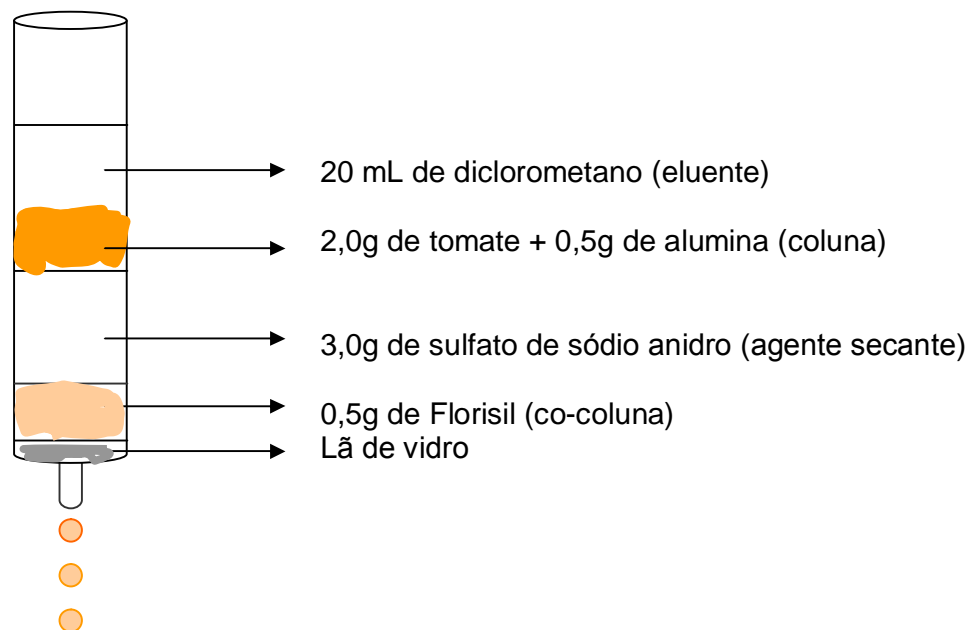 20 mL de diclorometano (eluente)
2,0g de tomate + 0,5g de alumina (coluna)
3,0g de sulfato de sódio anidro (agente secante)
0,5g de Florisil (co-coluna)
Lã de vidro